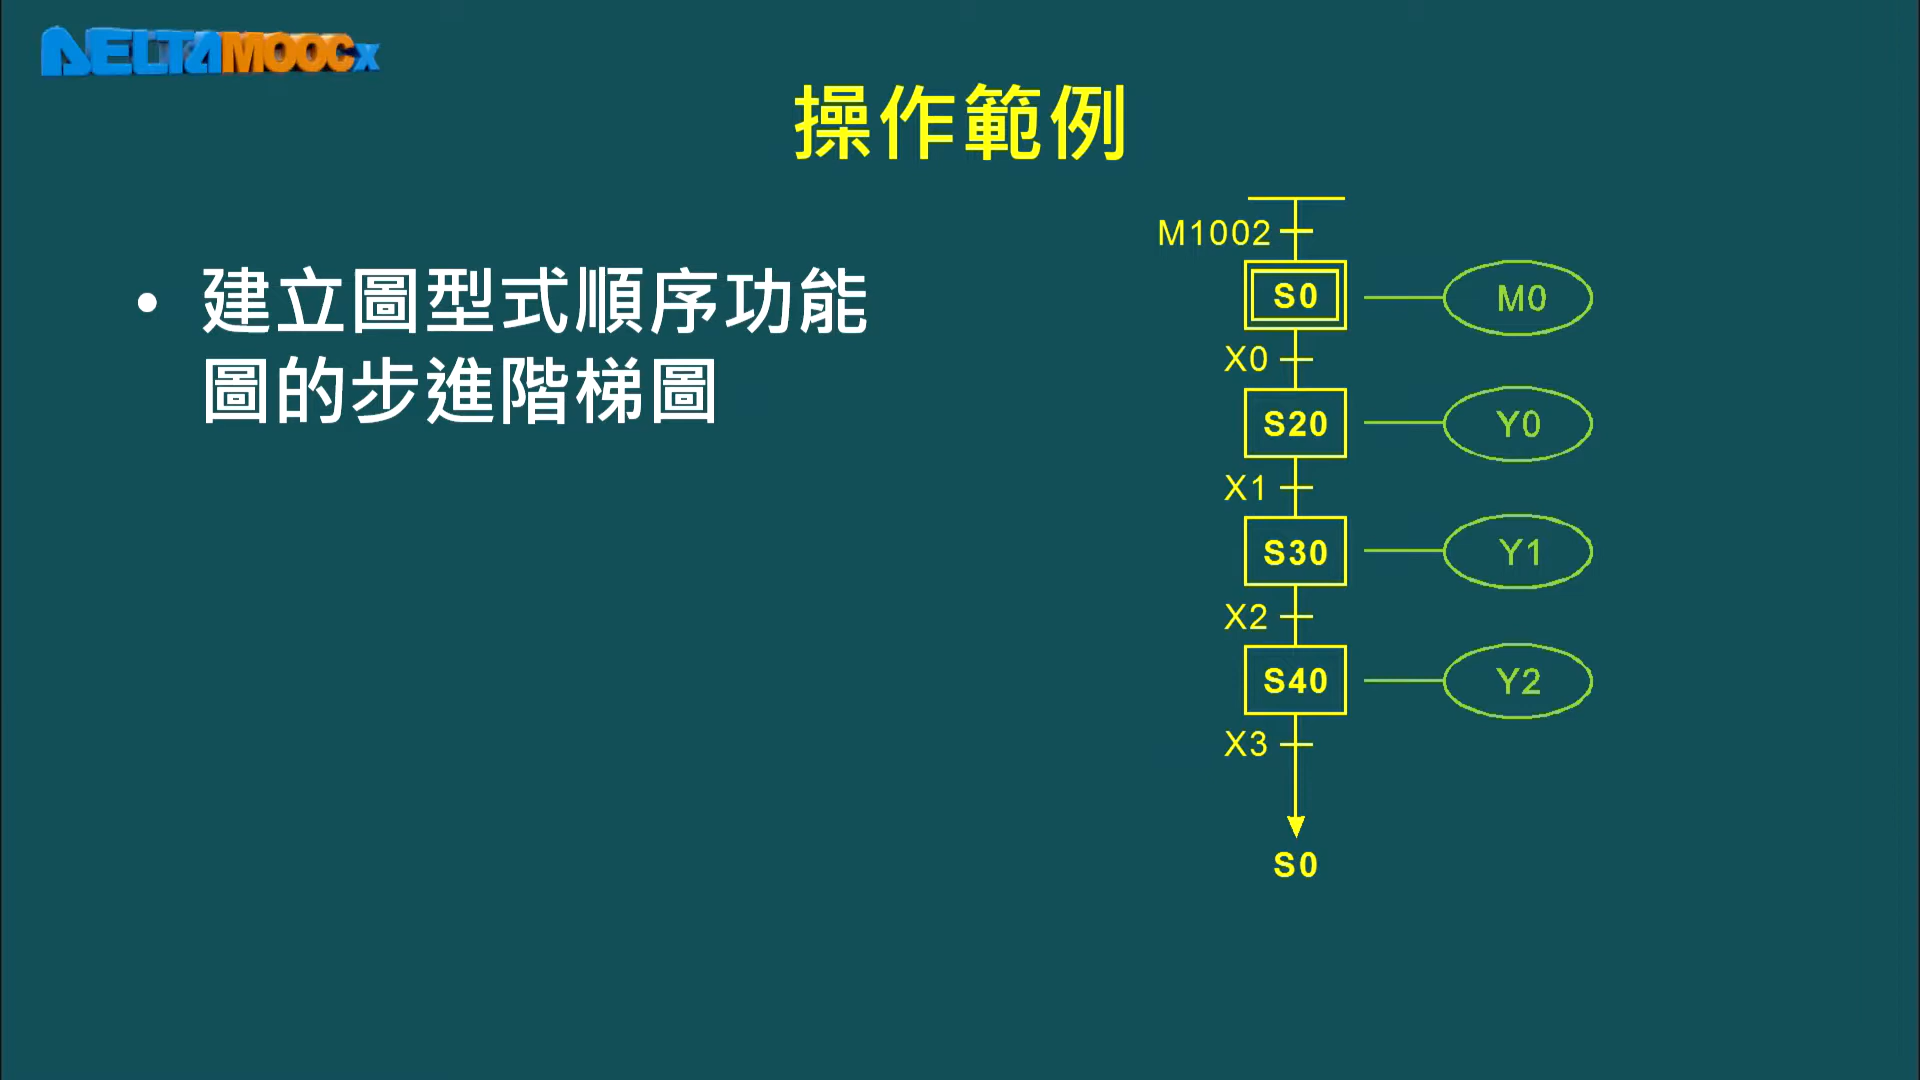 DELTAMOOCx
操作範例
• 建立圖型式順序功能
圖的步進階梯圖
M1002
S0 M0
X0
S20 Y0
X1
S30 Y1
X2
S40 Y2
X3
S0